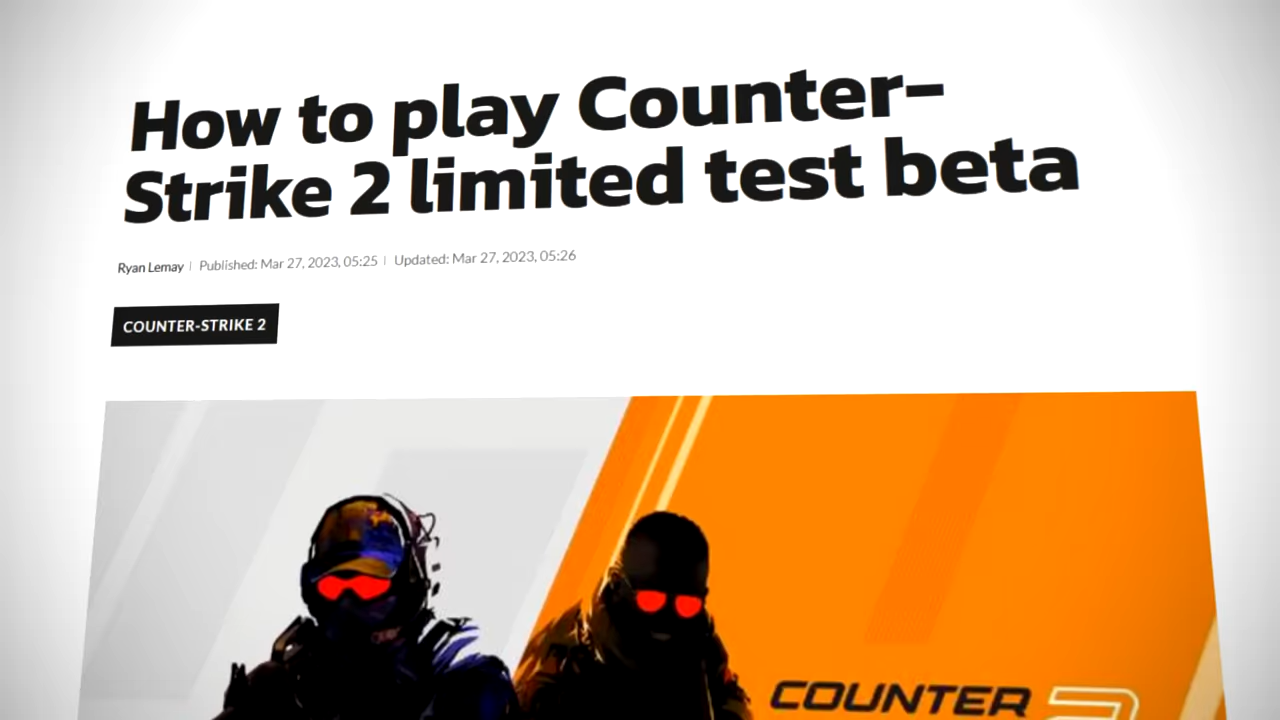 How to play Counter-
Strike 2 limited test beta
Ryan Lemay | Published: Mar 27, 2023, 05:25 | Updated: Mar 27, 2023, 05:26
COUNTER-STRIKE 2
COUNTER 2